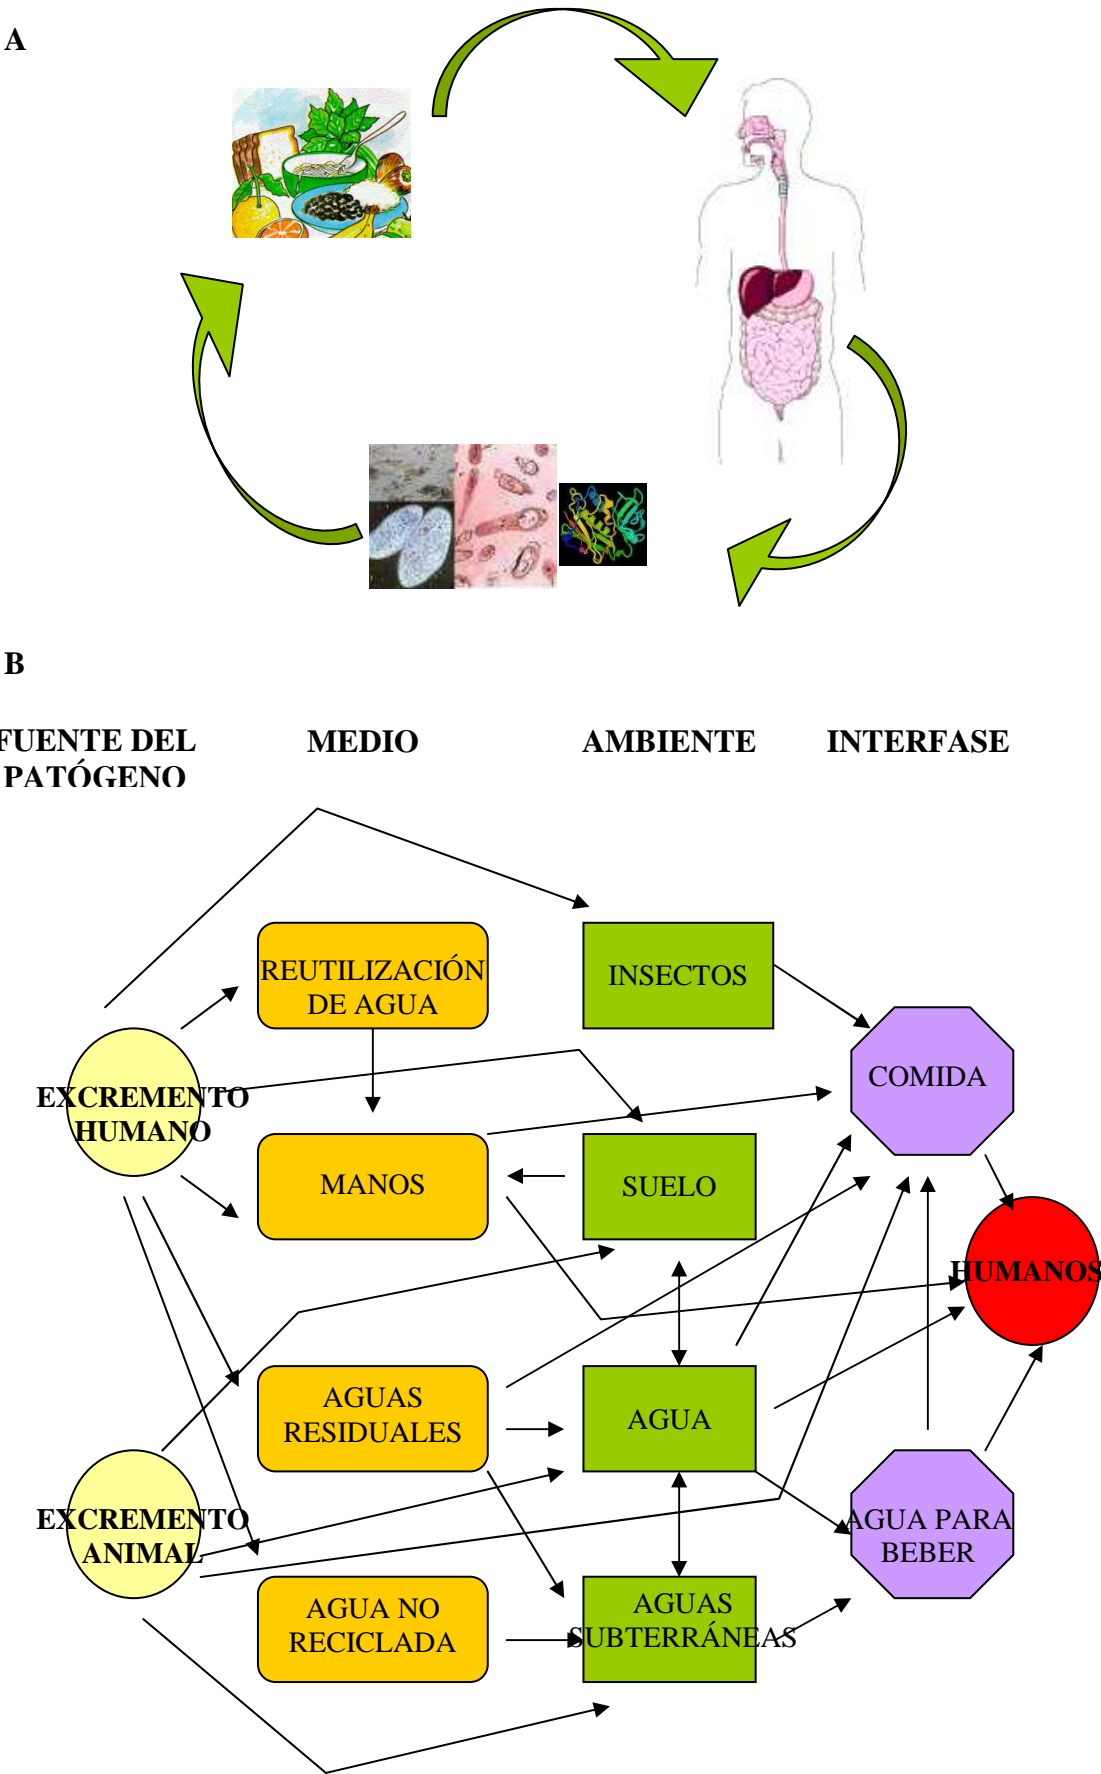 A
B
FUENTE DEL
PATÓGENO
MEDIO
AMBIENTE
INTERFASE
REUTILIZACIÓN
DE AGUA
INSECTOS
COMIDA
EXCREMENTO
HUMANO
MANOS
SUELO
HUMANOS
AGUAS
RESIDUALES
AGUA
EXCREMENTO
ANIMAL
AGUA PARA
BEBER
AGUA NO
RECICLADA
AGUAS
SUBTERRÁNEAS